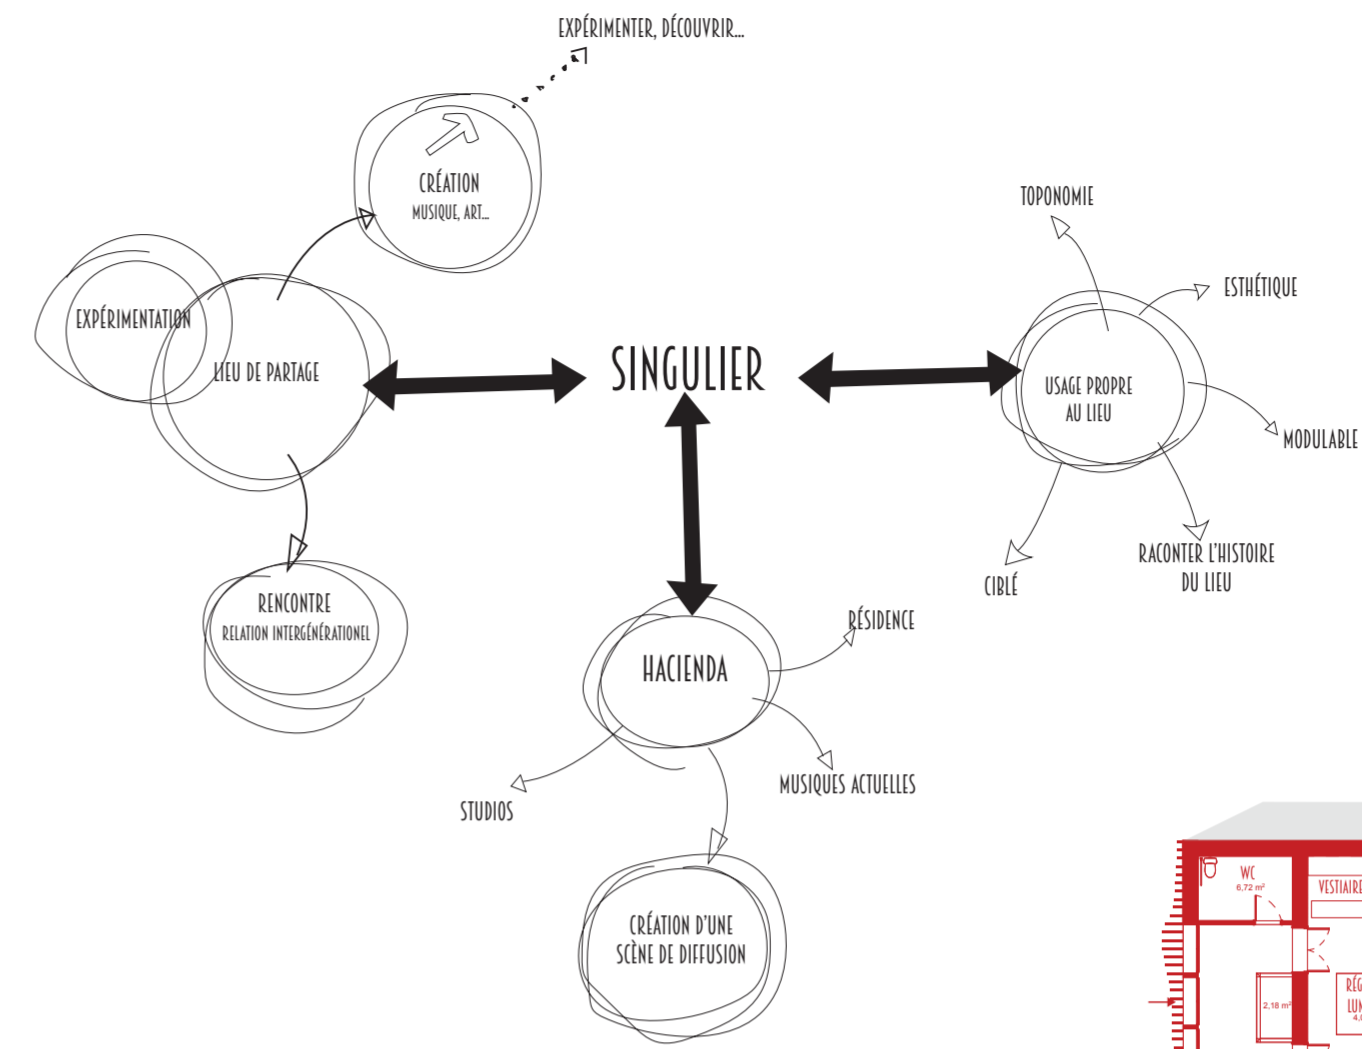 EXPÉRIMENTER, DÉCOUVRIR...
CRÉATION
MUSIQUE, ART...
EXPÉRIMENTATION
LIEU DE PARTAGE
RENCONTRE
RELATION INTERGÉNÉRATIONEL
SINGULIER
TOPONOMIE
ESTHÉTIQUE
USAGE PROPRE
AU LIEU
MODULABLE
RACONTER L'HISTOIRE
DU LIEU
CIBLÉ
HACIENDA
RÉSIDENCE
MUSIQUES ACTUELLES
STUDIOS
CRÉATION D'UNE
SCÈNE DE DIFFUSION
WC
6,72 m²
VESTIAIRE
2,18 m²